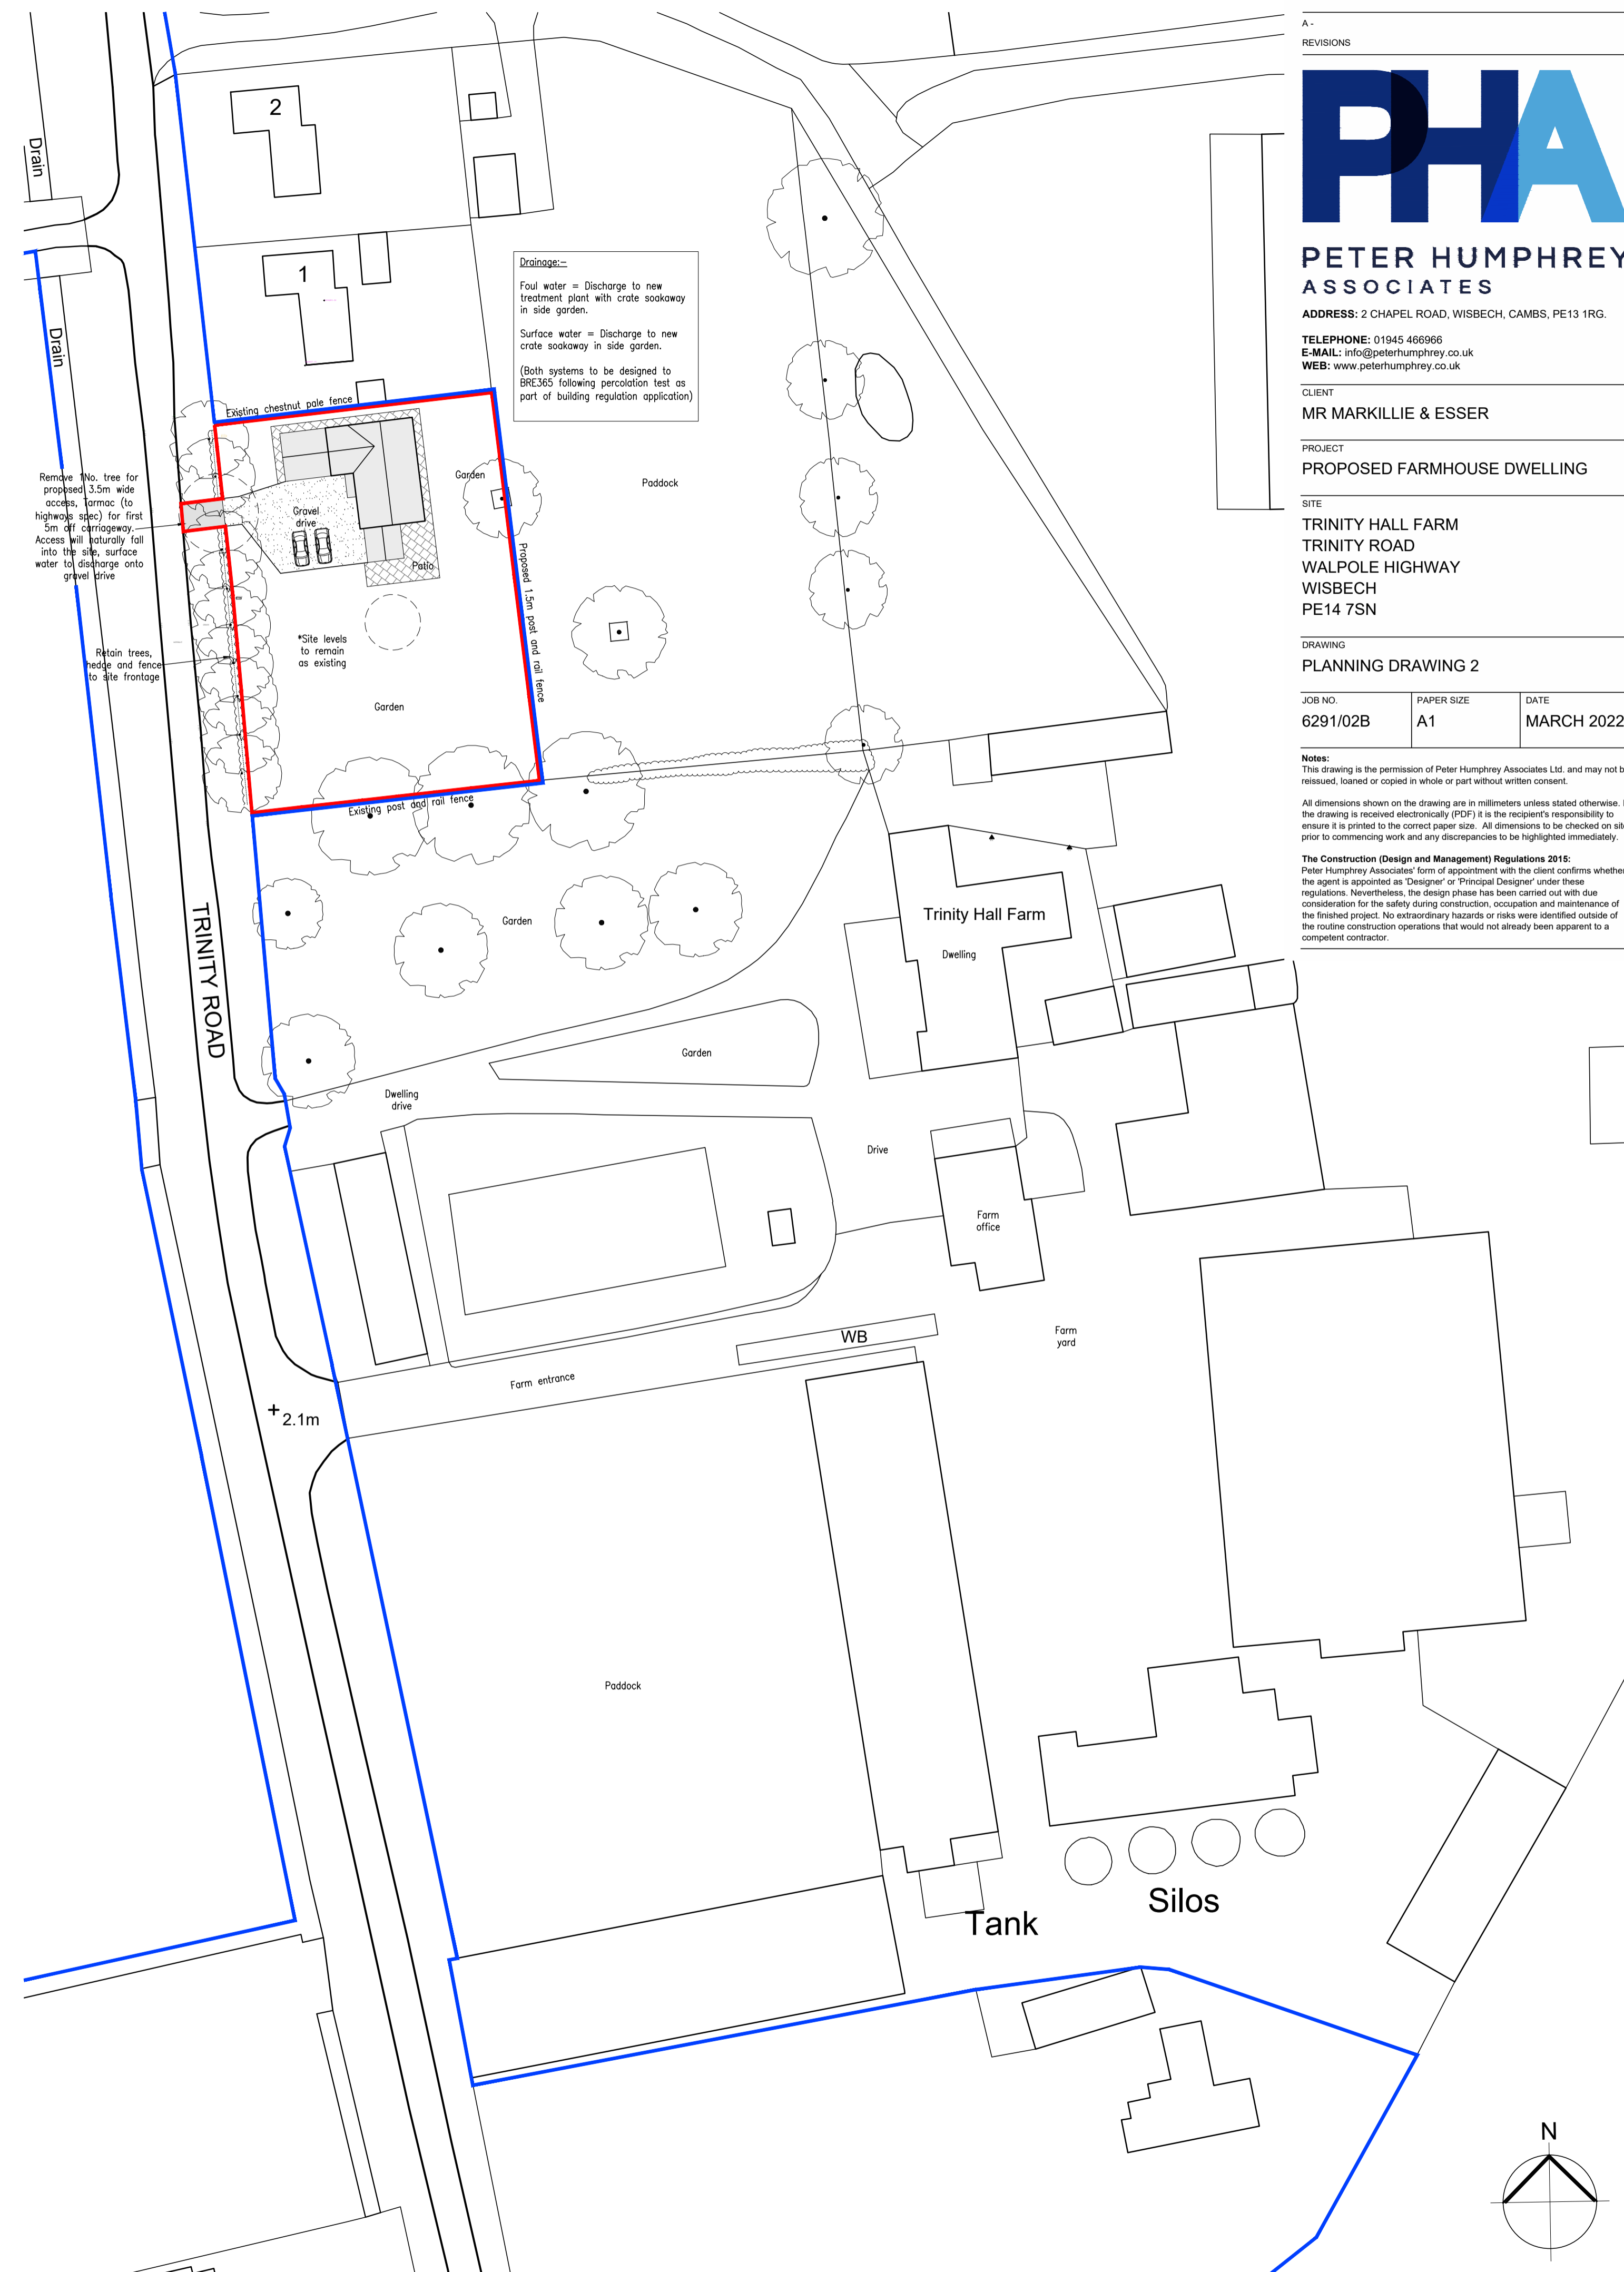 A -
REVISIONS
PHA
PETER HUMPHREY
ASSOCIATES
ADDRESS: 2 CHAPEL ROAD, WISBECH, CAMBS, PE13 1RG.
TELEPHONE: 01945 466966
E-MAIL: info@peterhumphrey.co.uk
WEB: www.peterhumphrey.co.uk
CLIENT
MR MARKILLIE & ESSER
PROJECT
PROPOSED FARMHOUSE DWELLING
SITE
TRINITY HALL FARM
TRINITY ROAD
WALPOLE HIGHWAY
WISBECH
PE14 7SN
DRAWING
PLANNING DRAWING 2
JOB NO.
6291/02B
PAPER SIZE
A1
DATE
MARCH 2022
Notes:
This drawing is the permission of Peter Humphrey Associates Ltd. and may not
reissued, loaned or copied in whole or part without written consent.
All dimensions shown on the drawing are in millimeters unless stated otherwise.
the drawing is received electronically (PDF) it is the recipient's responsibility to
ensure it is printed to the correct paper size. All dimensions to be checked on
prior to commencing work and any discrepancies to be highlighted immediately.
The Construction (Design and Management) Regulations 2015:
Peter Humphrey Associates' form of appointment with the client confirms whether
the agent is appointed as 'Designer' or 'Principal Designer' under these
regulations. Nevertheless, the design phase has been carried out with due
consideration for the safety during construction, occupation and maintenance of
the finished project. No extraordinary hazards or risks were identified outside of
the routine construction operations that would not already been apparent to a
competent contractor.
Drain
2
1
Drain
Drainage:-
Foul water = Discharge to new
treatment plant with crate soakaway
in side garden.
Surface water = Discharge to new
crate soakaway in side garden.
(Both systems to be designed to
BRE365 following percolation test as
part of building regulation application)
Existing chestnut pale fence
Remove 1No. tree for
proposed 3.5m wide
access, Tarmac (to
highways spec) for first
5m off carriageway.
Access will naturally fall
into the site, surface
water to discharge onto
gravel drive
Garden
Paddock
Gravel
drive
Patio
Proposed 1.5m post and rail fence
*Site levels
to remain
as existing
Retain trees,
hedge and fence
to site frontage
Garden
Existing post and rail fence
TRINITY ROAD
Garden
Trinity Hall Farm
Dwelling
Garden
Dwelling
drive
Drive
Farm
office
WB
Farm
yard
Farm entrance
+ 2.1m
Paddock
Silos
Tank
N